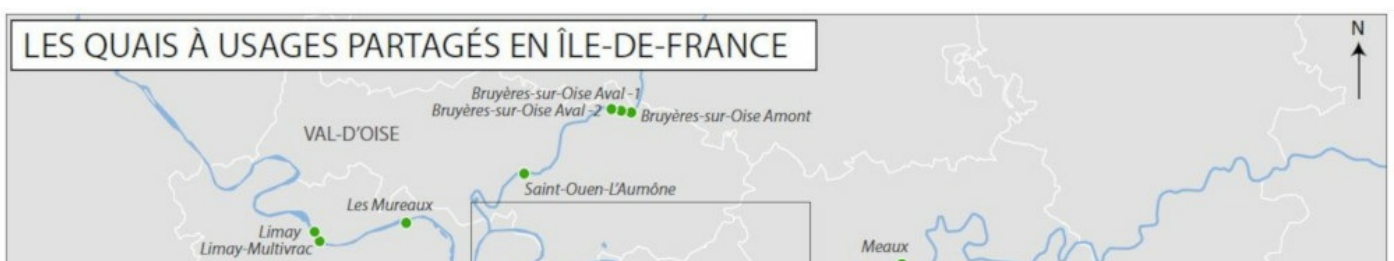 LES QUAIS À USAGES PARTAGÉS EN ÎLE-DE-FRANCE
N
Bruyères-sur-Oise Aval -1
Bruyères-sur-Oise Aval -2
Bruyères-sur-Oise Amont
VAL-D'OISE
Saint-Ouen-L'Aumône
Les Mureaux
Limay
Limay-Multivrac
Meaux